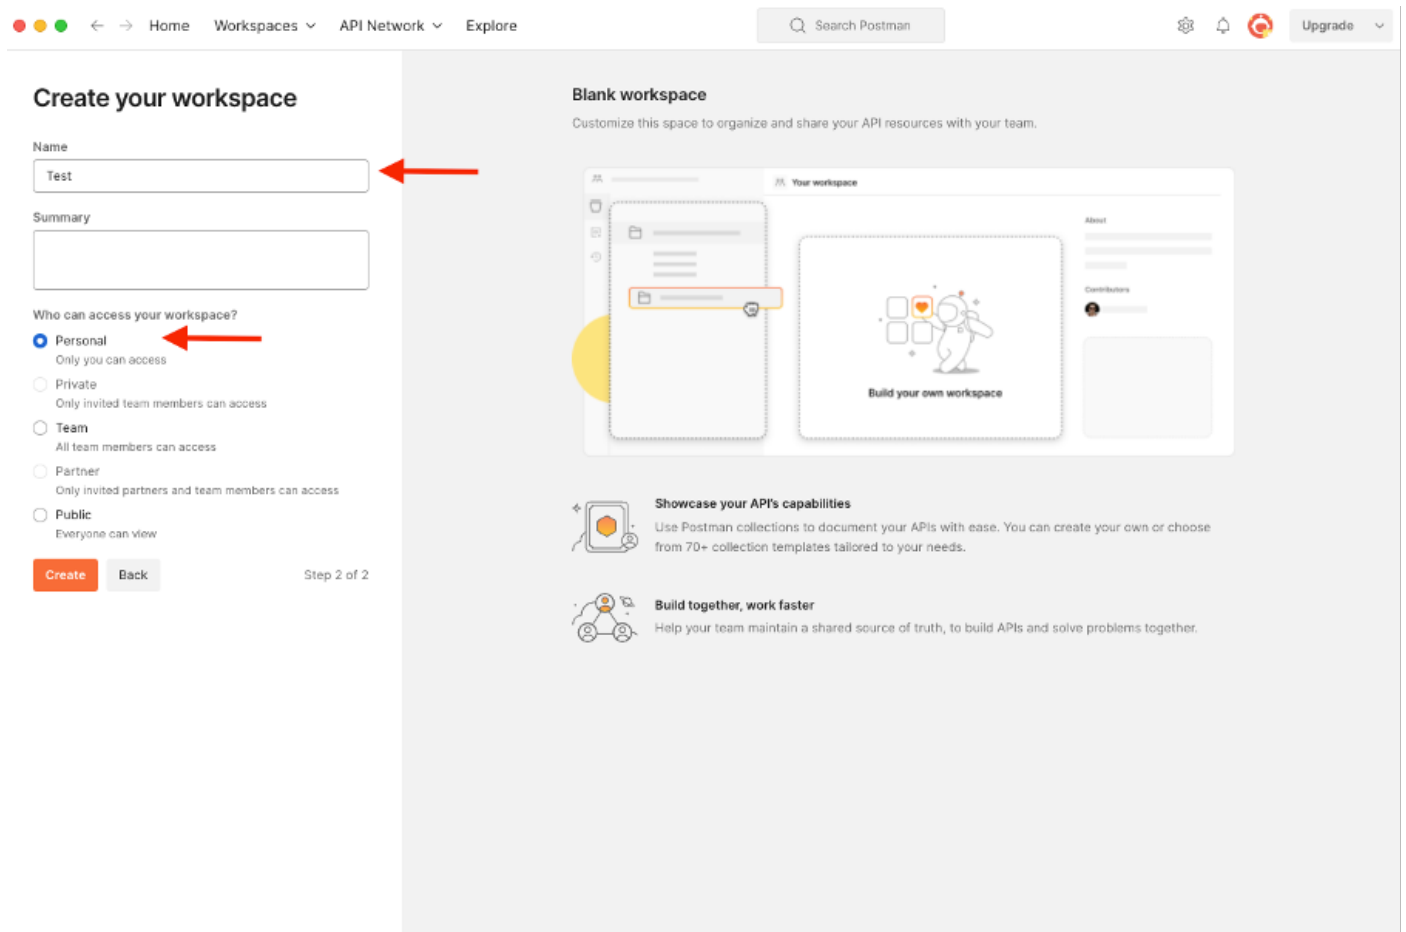 Home Workspaces API Network Explore Search Postman Upgrade
Create your workspace
Name
Test
Summary
Who can access your workspace?
Personal
Only you can access
Private
Only invited team members can access
Team
All team members can access
Partner
Only invited partners and team members can access
Public
Everyone can view
Create Back Step 2 of 2
Blank workspace
Customize this space to organize and share your API resources with your team.
Your workspace
About
Contributors
Build your own workspace
Showcase your API's capabilities
Use Postman collections to document your APIs with ease. You can create your own or choose
from 70+ collection templates tailored to your needs.
Build together, work faster
Help your team maintain a shared source of truth, to build APIs and solve problems together.